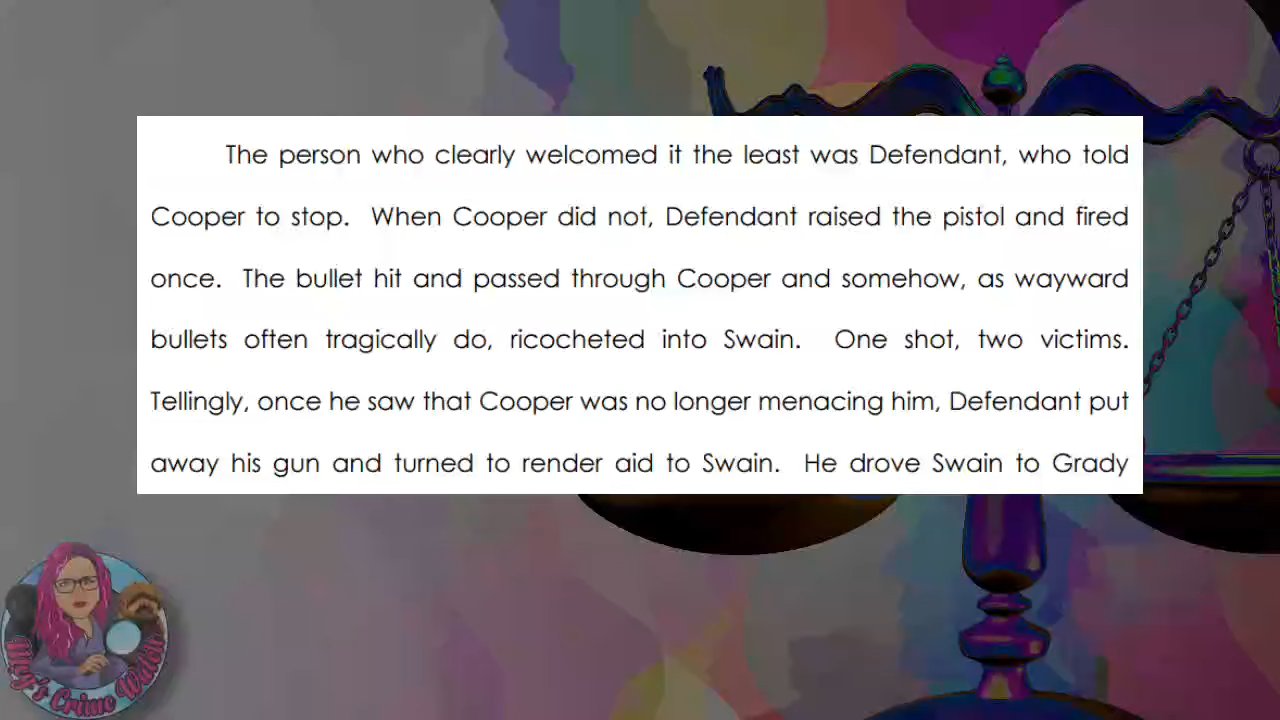 The person who clearly welcomed it the least was Defendant, who told
Cooper to stop. When Cooper did not, Defendant raised the pistol and fired
once. The bullet hit and passed through Cooper and somehow, as wayward
bullets often tragically do, ricocheted into Swain. One shot, two victims.
Tellingly, once he saw that Cooper was no longer menacing him, Defendant put
away his gun and turned to render aid to Swain. He drove Swain to Grady
Meg's Crime Watch